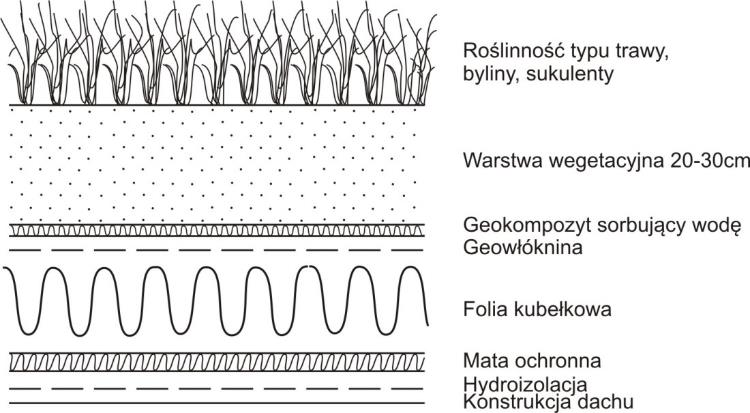 Roślinność typu trawy,
byliny, sukulenty
Warstwa wegetacyjna 20-30cm
Geokompozyt sorbujący wodę
Geowłóknina
Folia kubełkowa
Mata ochronna
Hydroizolacja
Konstrukcja dachu